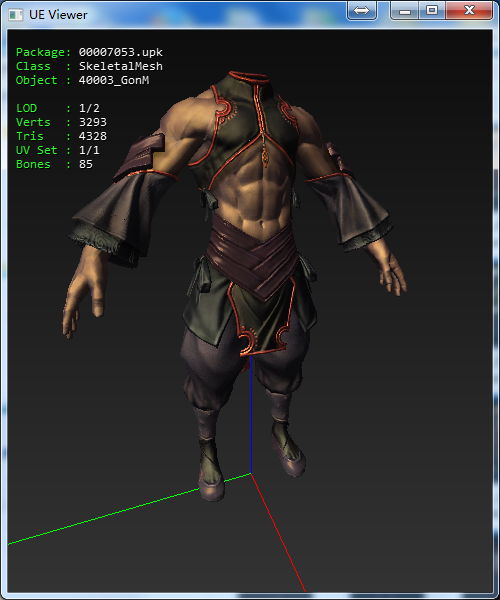 UE Viewer
Package: 00007053.upk
Class  : SkeletalMesh
Object : 40003_GonM
LOD    : 1/2
Verts  : 3293
Tris   : 4328
UV Set : 1/1
Bones  : 85